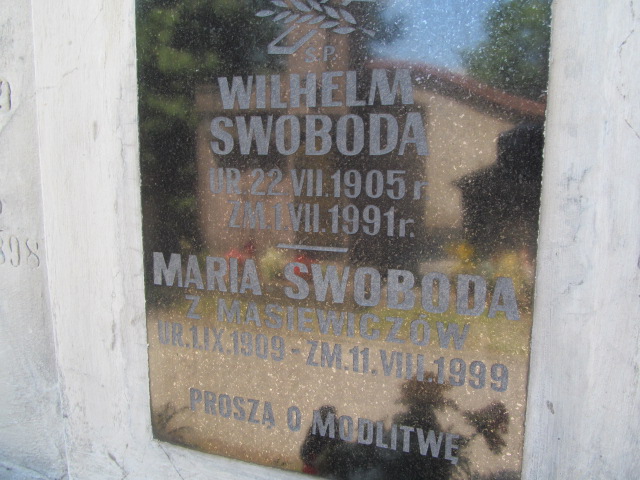 Ś.P.
WILHELM
SWOBODA
UR.22 VII.1905 r
ZM.1.VII.1991 r.
MARIA SWOBODA
Z MASIEWICZÓW
UR.1.IX.1909 - ZM.11.VIII.1999
PROSZĄ O MODLITWĘ
898